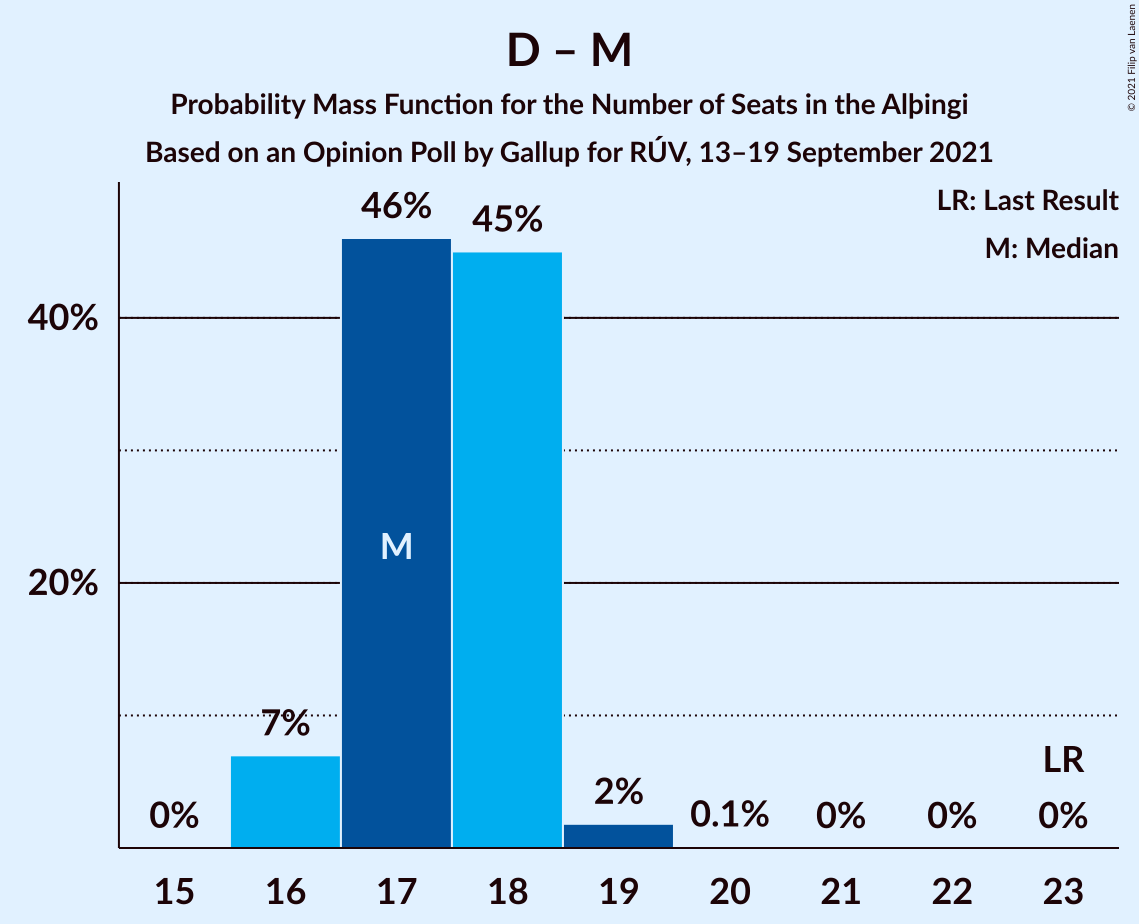 D – M
Probability Mass Function for the Number of Seats in the Alþingi
Based on an Opinion Poll by Gallup for RÚV, 13–19 September 2021
© 2021 Filip van Laenen
LR: Last Result
M: Median
46%
45%
40%
M
20%
7%
LR
0%
2%
0.1%
0%
0%
0%
15 16 17 18 19 20 21 22 23